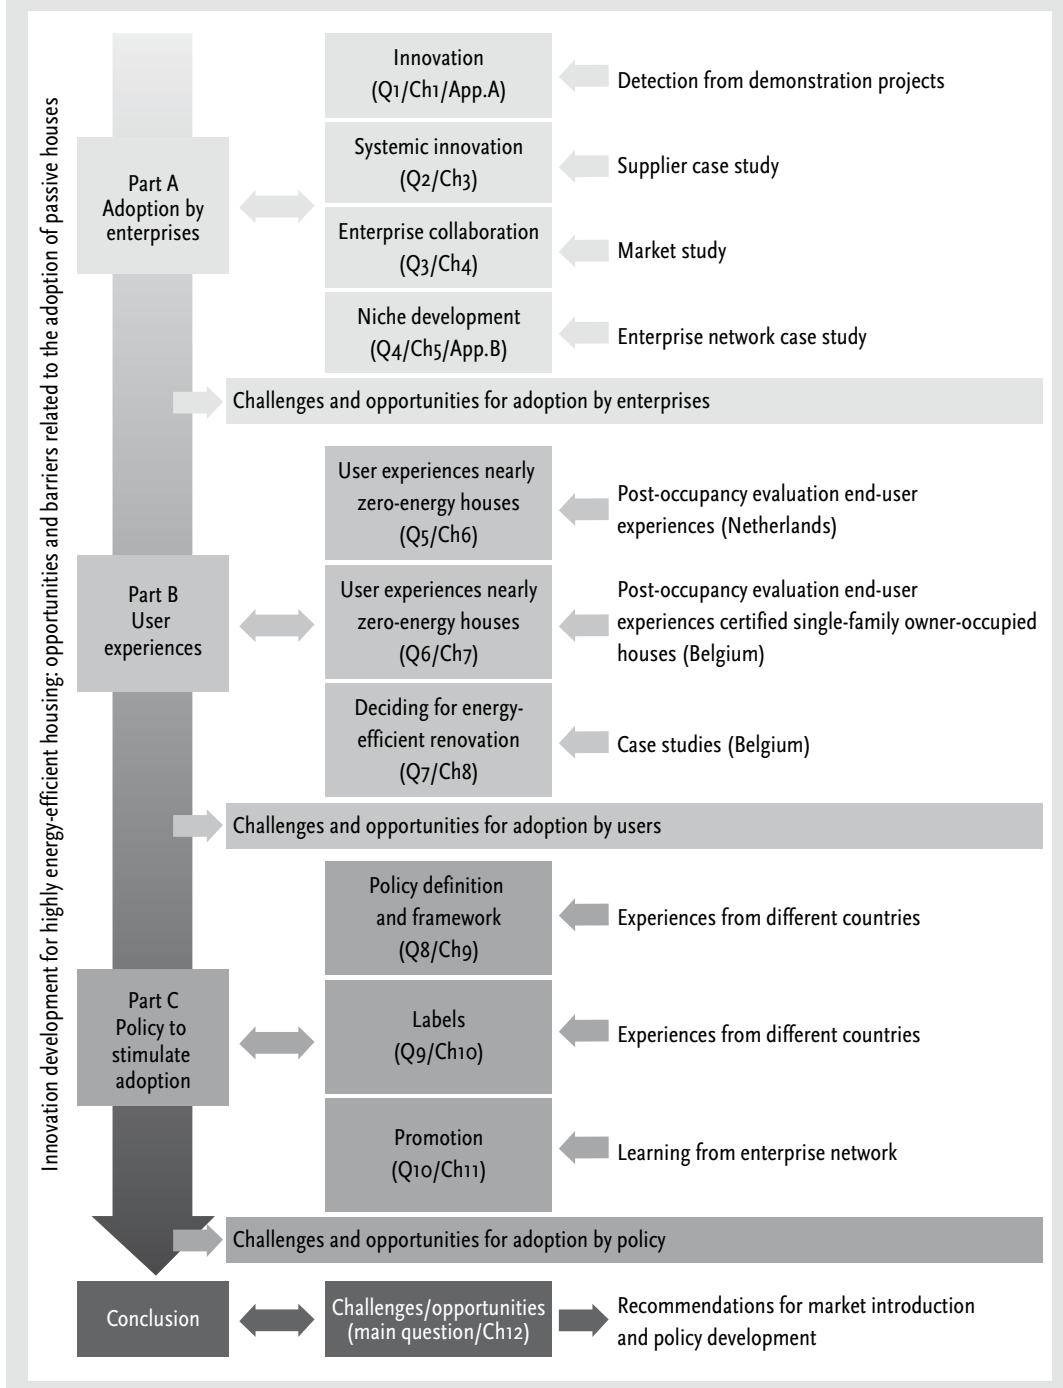 Innovation development for highly energy-efficient housing: opportunities and barriers related to the adoption of passive houses
Part A
Adoption by
enterprises
Innovation
(Q1/Ch1/App.A)
Detection from demonstration projects
Systemic innovation
(Q2/Ch3)
Supplier case study
Enterprise collaboration
(Q3/Ch4)
Market study
Niche development
(Q4/Ch5/App.B)
Enterprise network case study
Challenges and opportunities for adoption by enterprises
Part B
User
experiences
User experiences nearly
zero-energy houses
(Q5/Ch6)
Post-occupancy evaluation end-user
experiences (Netherlands)
User experiences nearly
zero-energy houses
(Q6/Ch7)
Post-occupancy evaluation end-user
experiences certified single-family owner-occupied
houses (Belgium)
Deciding for energy-
efficient renovation
(Q7/Ch8)
Case studies (Belgium)
Challenges and opportunities for adoption by users
Part C
Policy to
stimulate
adoption
Policy definition
and framework
(Q8/Ch9)
Experiences from different countries
Labels
(Q9/Ch10)
Experiences from different countries
Promotion
(Q10/Ch11)
Learning from enterprise network
Challenges and opportunities for adoption by policy
Conclusion
Challenges/opportunities
(main question/Ch12)
Recommendations for market introduction
and policy development